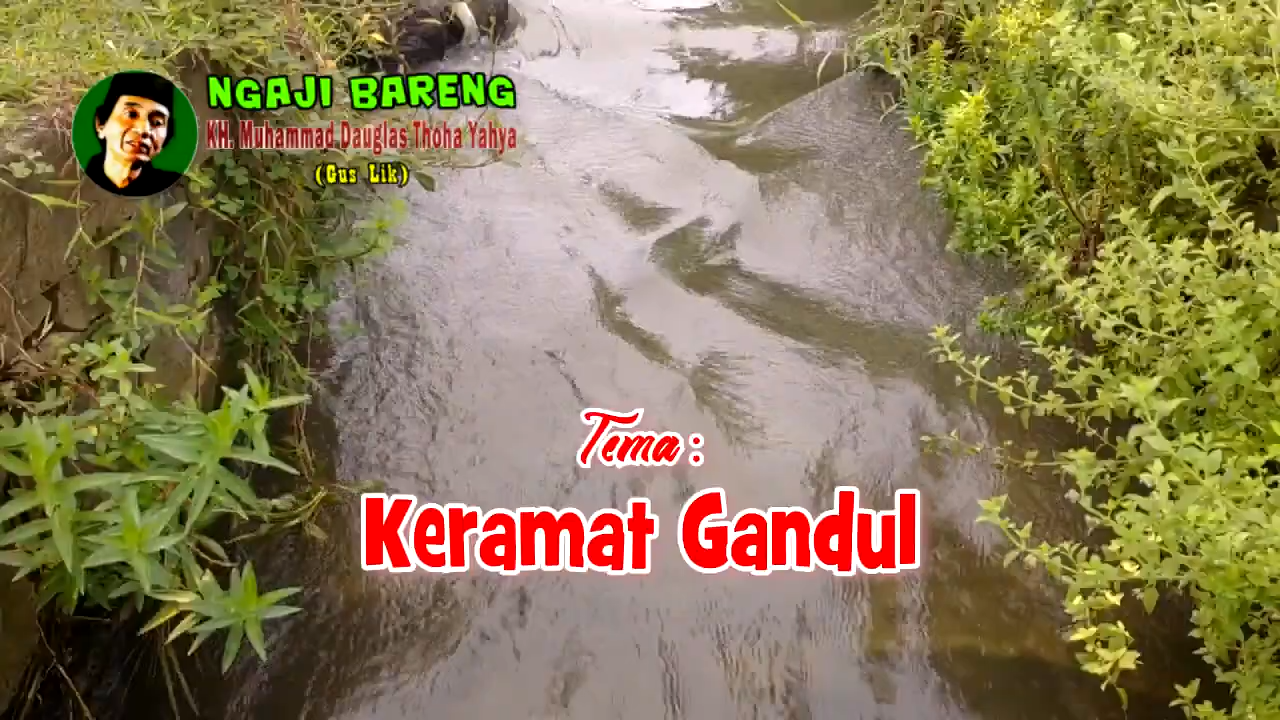 NGAJI BARENG
KH. Muhammad Dauglas Thoha Yahya
(Gus Lik)
Tema :
Keramat Gandul